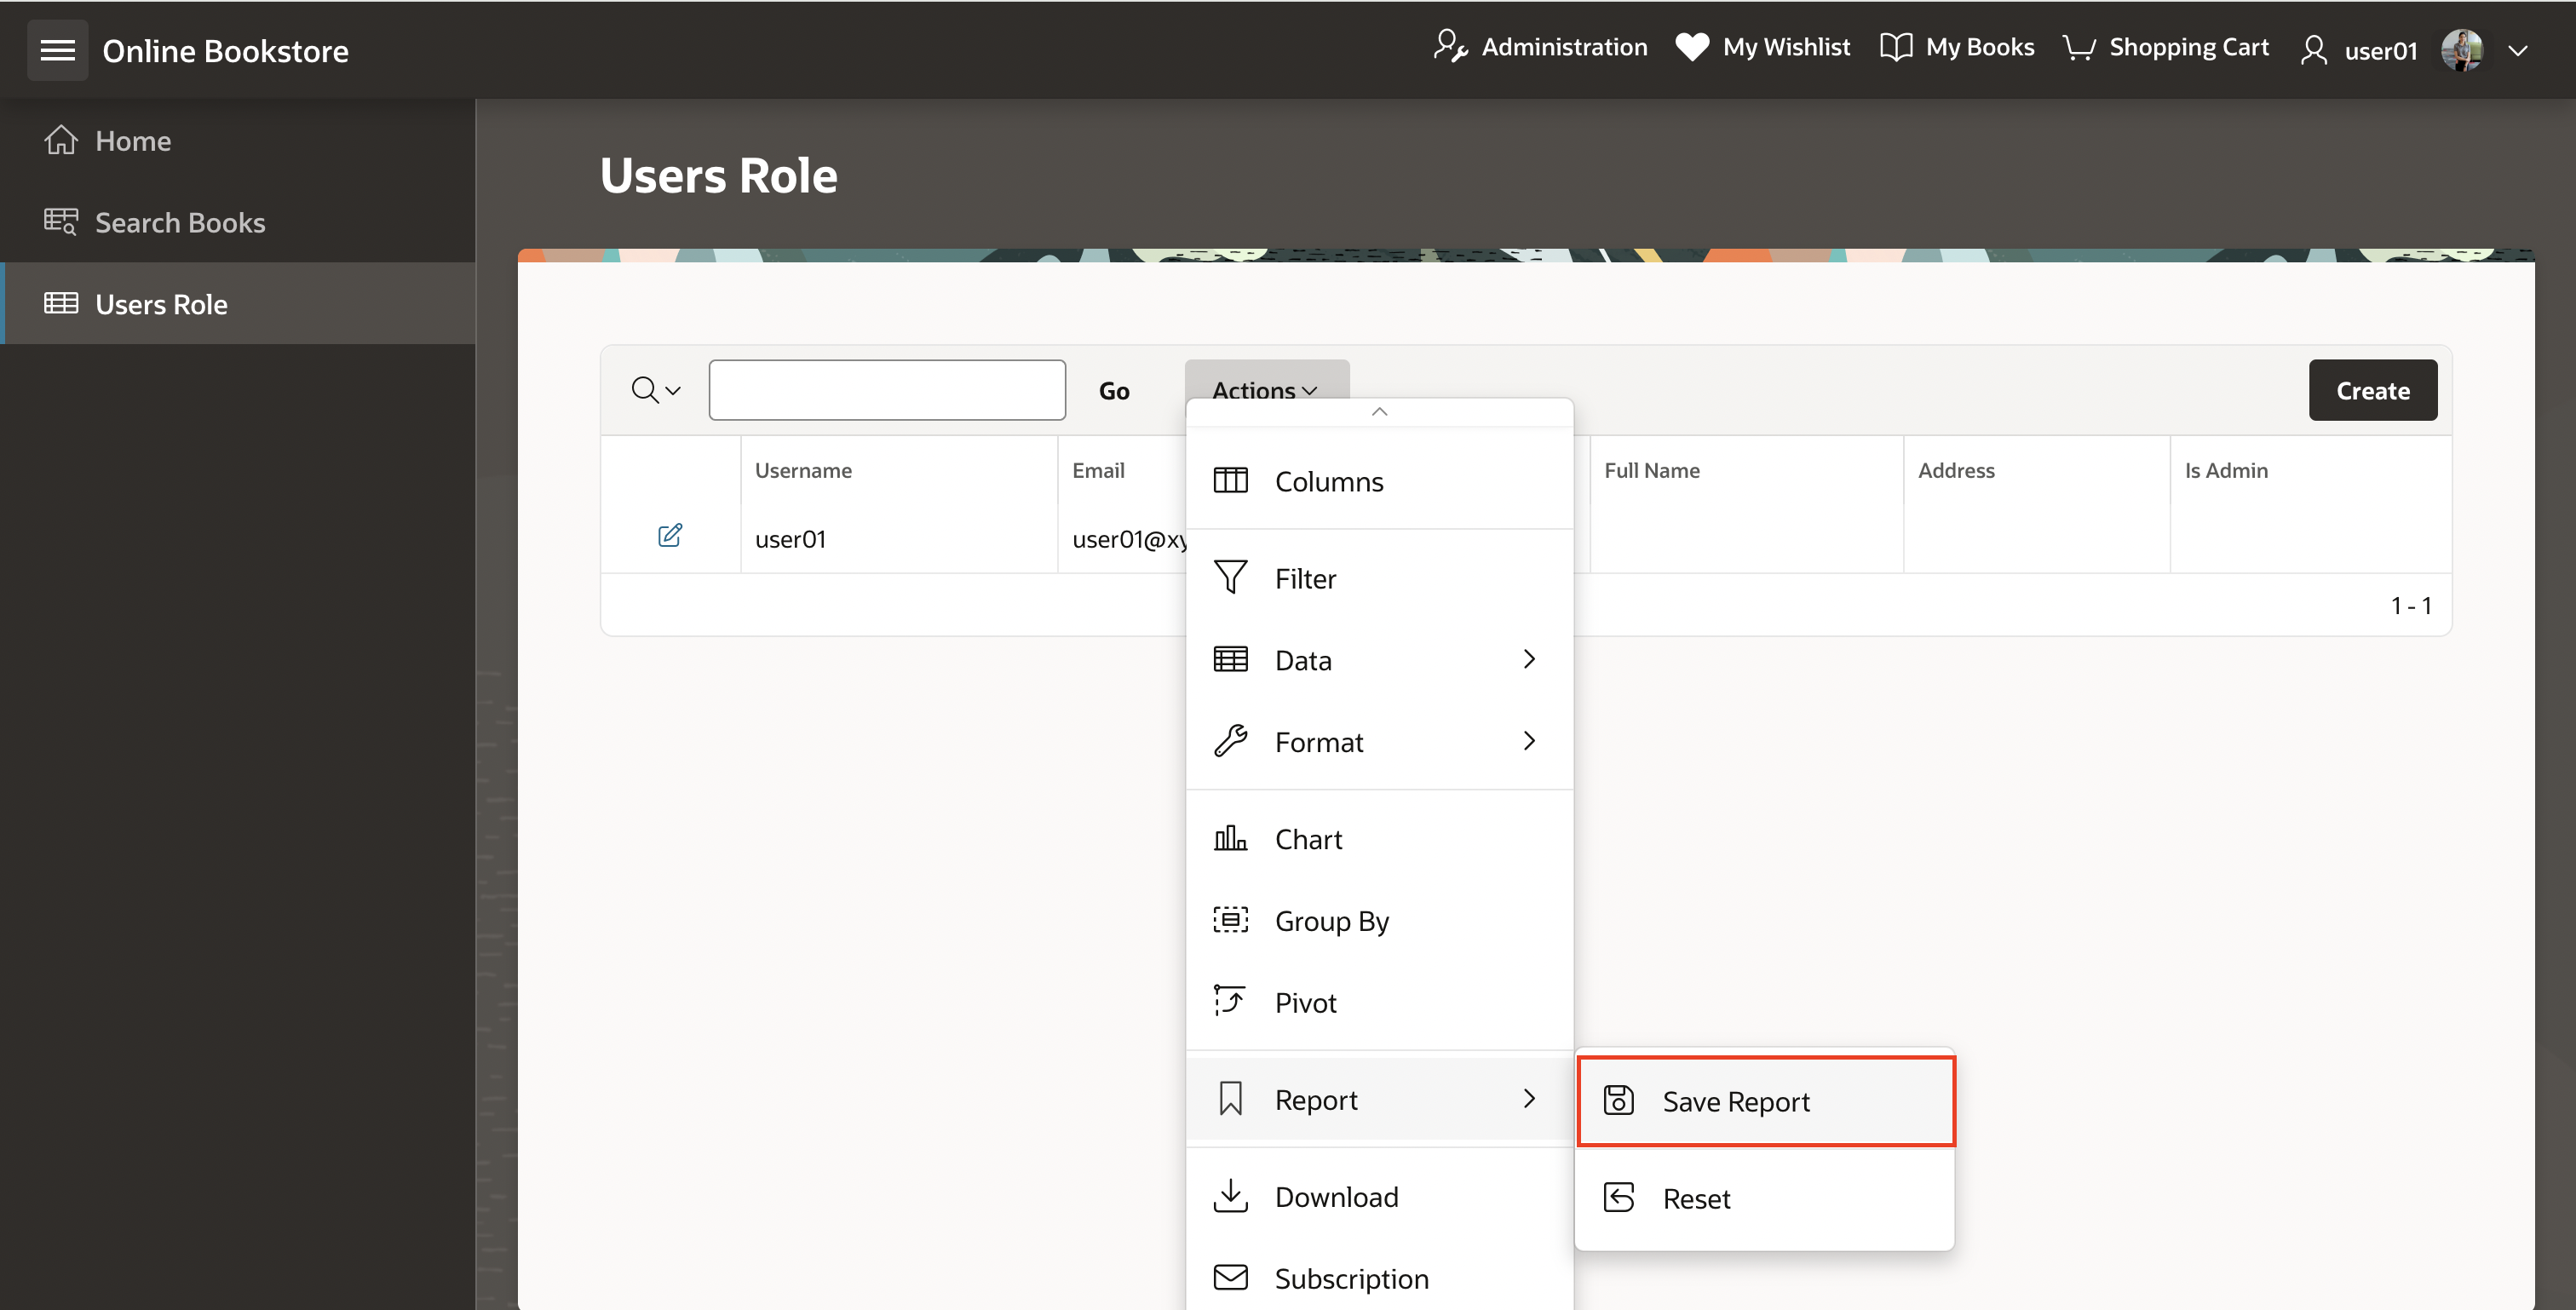 Online Bookstore
Administration
My Wishlist
My Books
Shopping Cart
user01
Home
Search Books
Users Role
Users Role
Go
Actions
Create
Username
Email
Full Name
Address
Is Admin
user01
user01@xy
1 - 1
Columns
Filter
Data
Format
Chart
Group By
Pivot
Report
Save Report
Reset
Download
Subscription